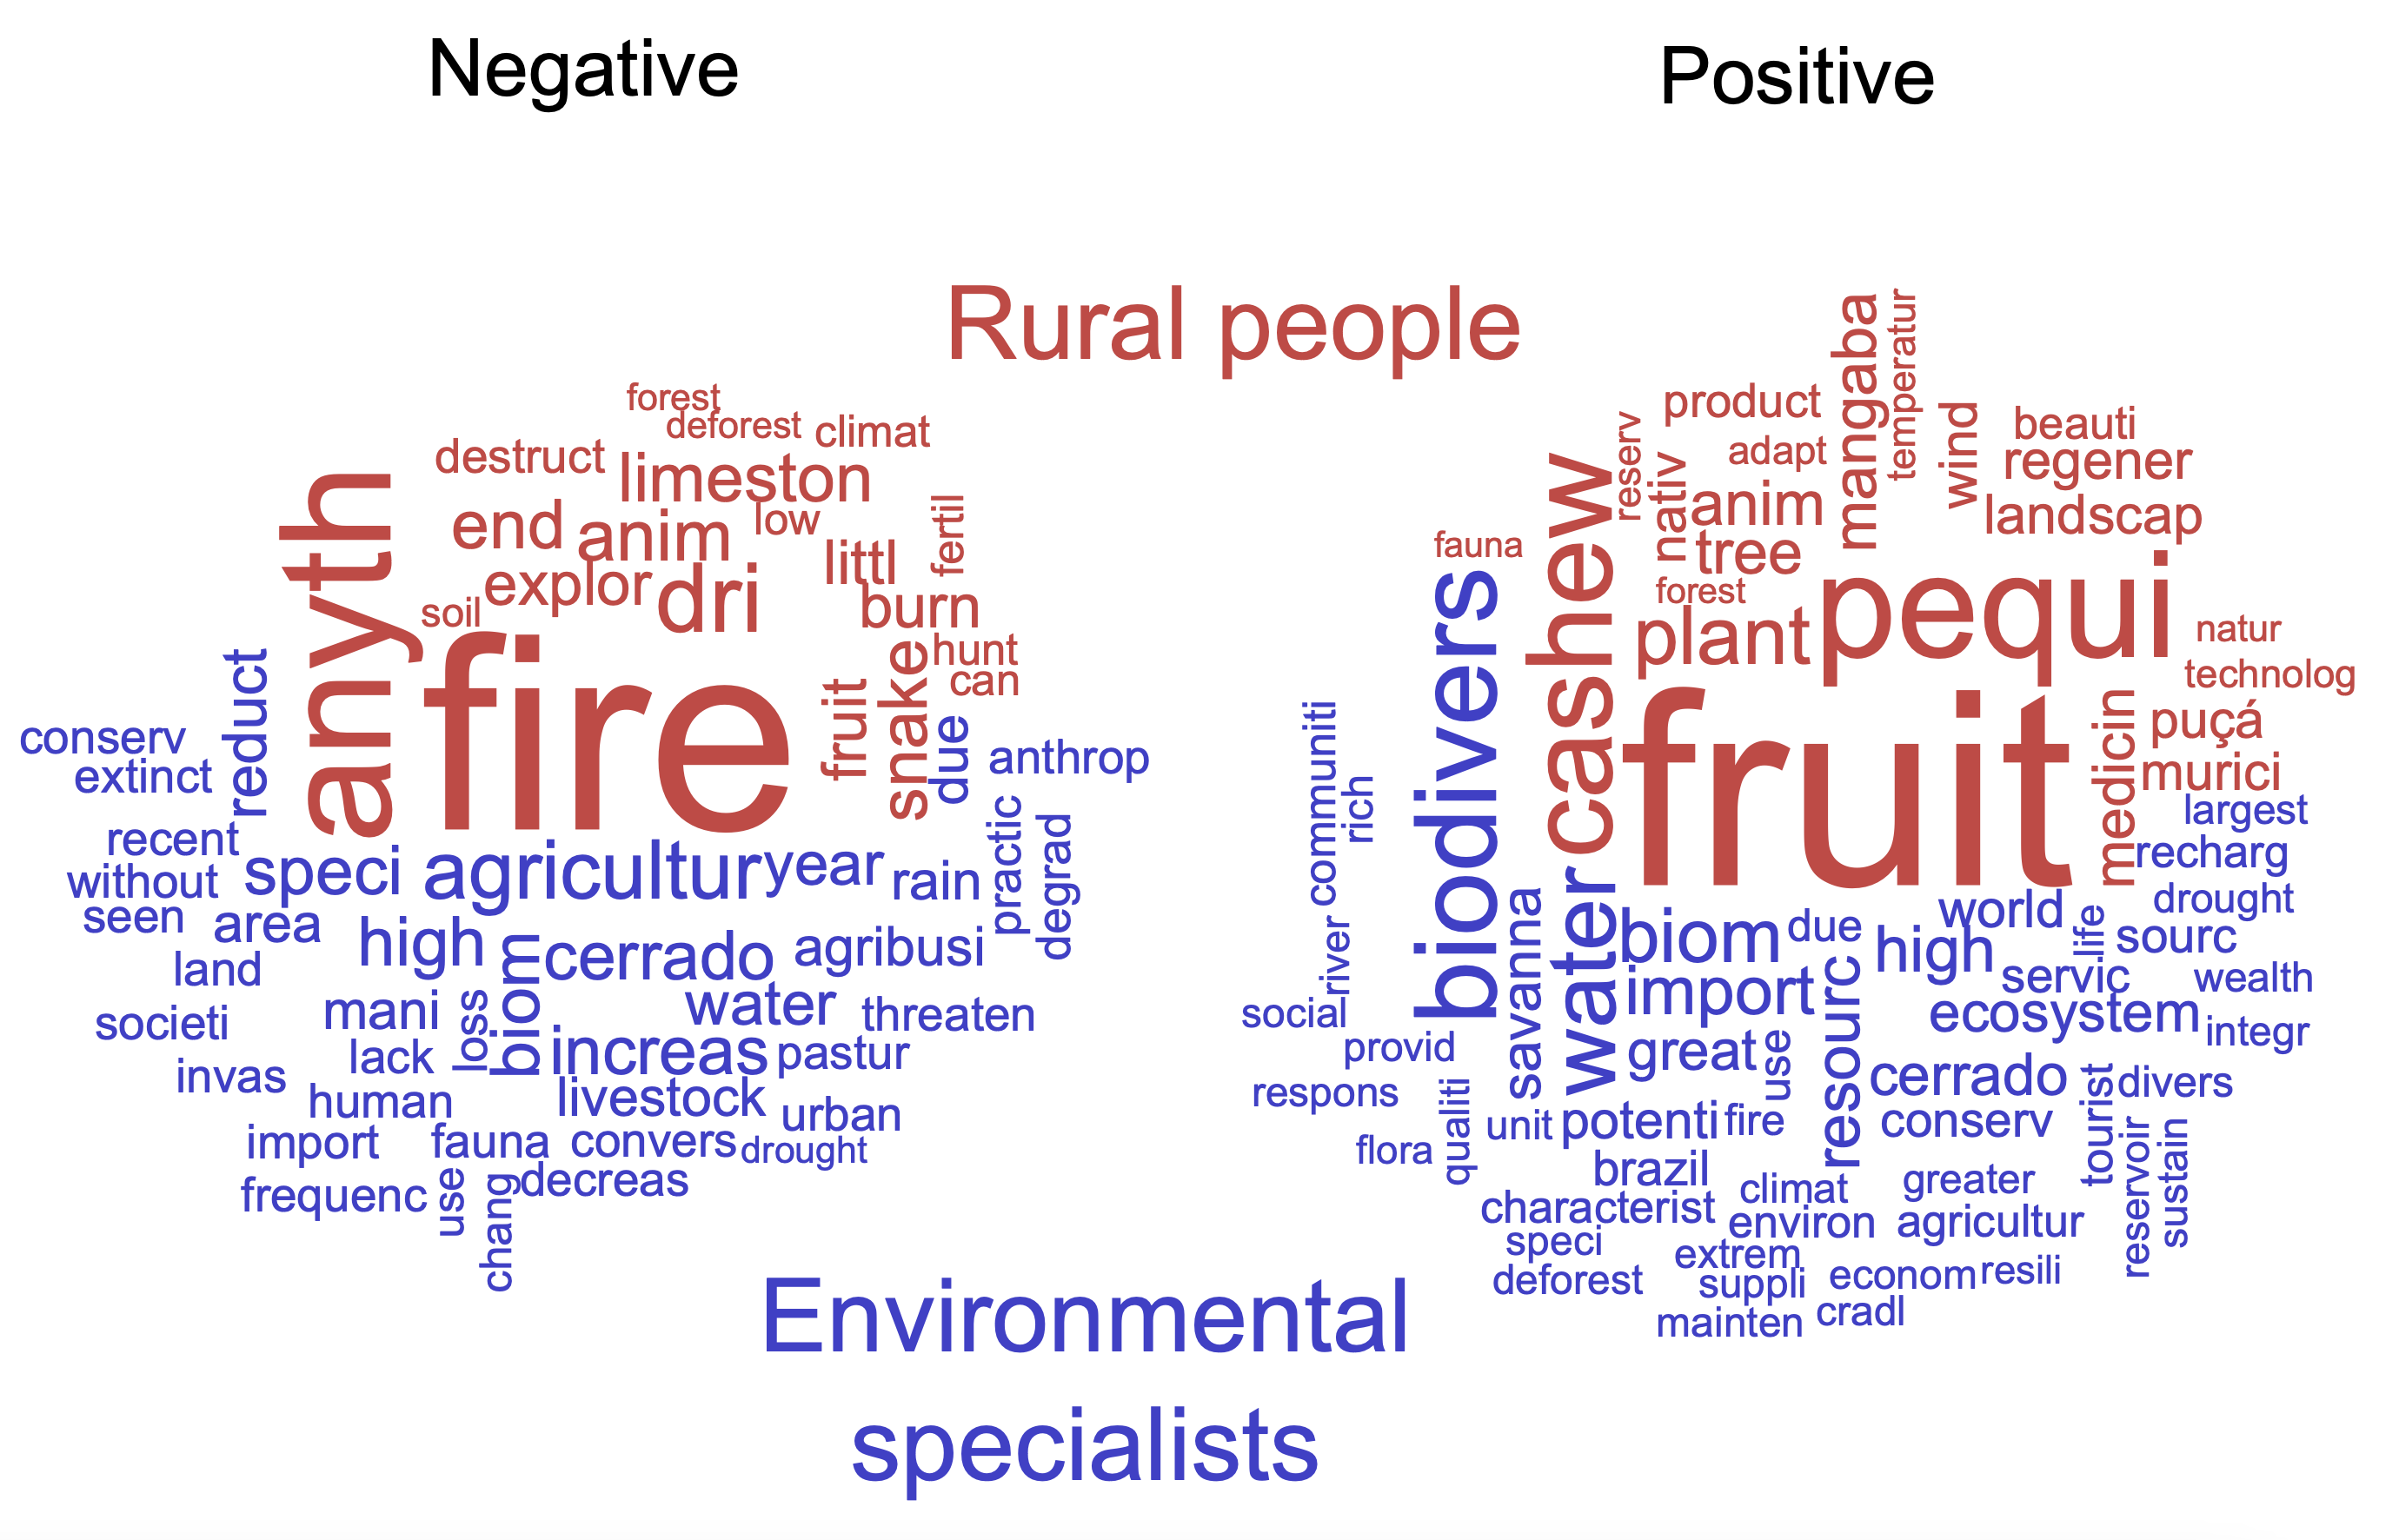 Negative
Positive
Rural people
forest
deforest
climat
destruct
limeston
end
anim
low
fertil
littl
explor
dri
burn
soil
anyth
fire
hunt
can
snake
fruit
reduct
due
anthrop
conserv
extinct
recent
without
speci
agricultur
year
rain
practic
degrad
seen
area
high
biom
cerrado
agribusi
land
mani
loss
water
threaten
societi
lack
increas
pastur
invas
human
livestock
urban
import
fauna
convers
drought
frequenc
use
chang
decreas
product
mangaba
temperatur
reserv
adapt
wind
beauti
nativ
regener
anim
landscap
cashew
tree
fauna
forest
plant
pequi
natur
technolog
fruit
medicin
puçá
murici
biodivers
communiti
rich
largest
recharg
river
savanna
water
biom
due
world
life
drought
high
sourc
social
import
resourc
servic
wealth
ecosystem
integr
provid
great
use
cerrado
tourist
divers
respons
qualiti
unit
potenti
fire
conserv
flora
brazil
reservoir
sustain
characterist
climat
greater
environ
agricultur
speci
extrem
deforest
suppli
econom
resili
mainten
cradl
Environmental
specialists